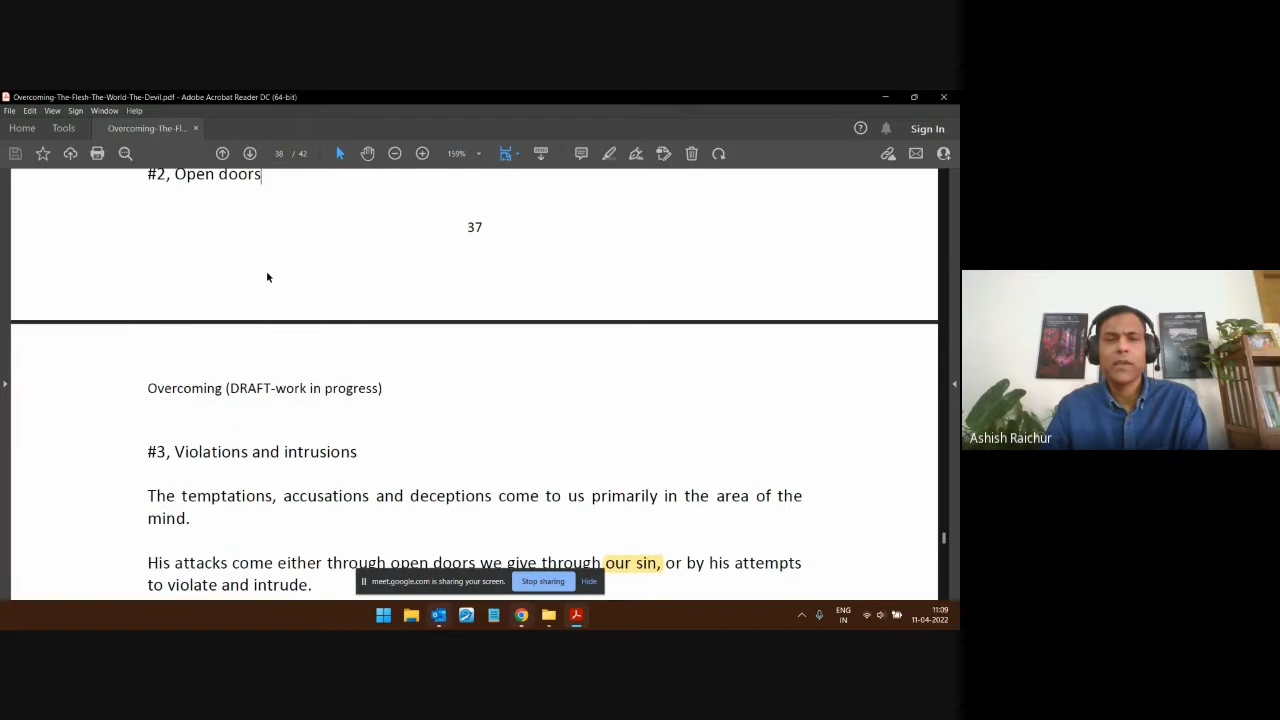 Overcoming-The-Flesh-The-World-The-Devil.pdf - Adobe Acrobat Reader DC (64-bit)
File Edit View Sign Window Help
Home Tools Overcoming-The-Fl... × Sign In
38 / 42 159%
#2, Open doors
37
Overcoming (DRAFT-work in progress)
#3, Violations and intrusions
The temptations, accusations and deceptions come to us primarily in the area of the
mind.
His attacks come either through open doors we give through our sin, or by his attempts
to violate and intrude.
meet.google.com is sharing your screen. Stop sharing Hide
ENG
IN
11:09
11-04-2022
Ashish Raichur